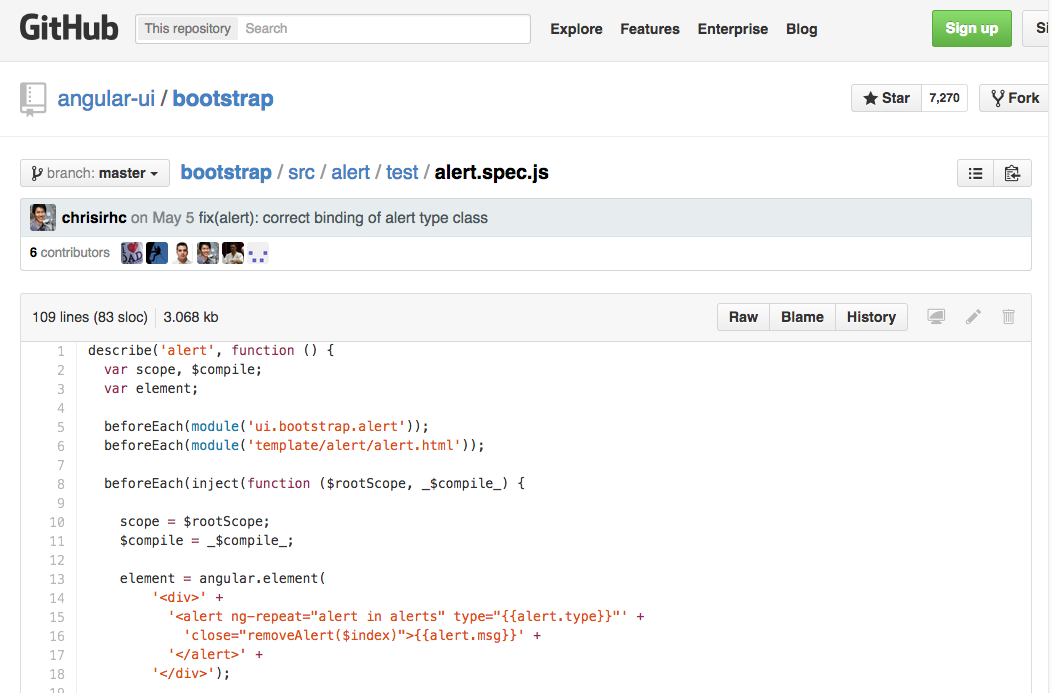 GitHub This repository Search Explore Features Enterprise Blog Sign up
angular-ui / bootstrap Star 7,270 Fork
branch: master bootstrap / src / alert / test / alert.spec.js
chrisirhc on May 5 fix(alert): correct binding of alert type class
6 contributors
109 lines (83 sloc) 3.068 kb Raw Blame History
1 describe('alert', function () {
2 var scope, $compile;
3 var element;
4
5 beforeEach(module('ui.bootstrap.alert'));
6 beforeEach(module('template/alert/alert.html'));
7
8 beforeEach(inject(function ($rootScope, _$compile_) {
9
10 scope = $rootScope;
11 $compile = _$compile_;
12
13 element = angular.element(
14 '<div>' +
15 '<alert ng-repeat="alert in alerts" type="{{alert.type}}"' +
16 'close="removeAlert($index)">{{alert.msg}}' +
17 '</alert>' +
18 '</div>');